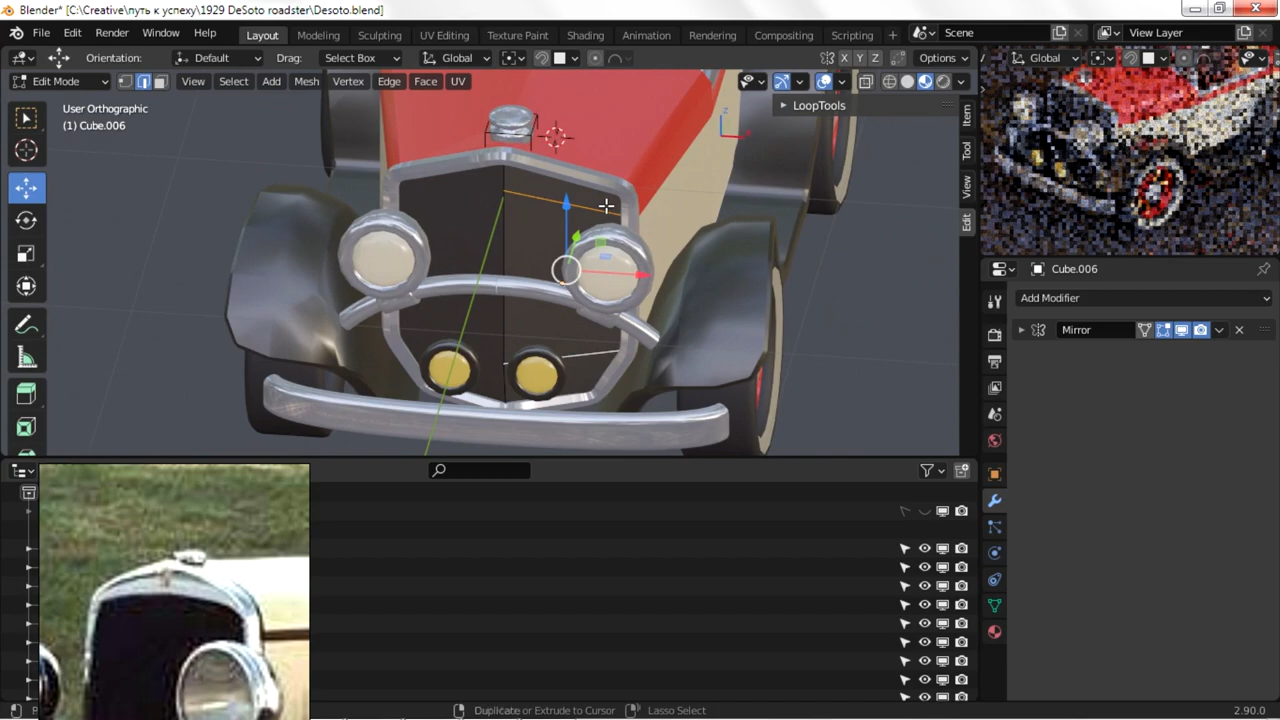 Blender* [C:\Creative\путь к успеху\1929 DeSoto roadster\Desoto.blend]
File Edit Render Window Help Layout Modeling Sculpting UV Editing Texture Paint Shading Animation Rendering Compositing Scripting + Scene View Layer
Orientation: Default Drag: Select Box Global X Y Z Options Global
Edit Mode View Select Add Mesh Vertex Edge Face UV
User Orthographic
(1) Cube.006
LoopTools
Item
Tool
View
Edit
z
Cube.006
Add Modifier
Mirror
Duplicate or Extrude to Cursor Lasso Select 2.90.0